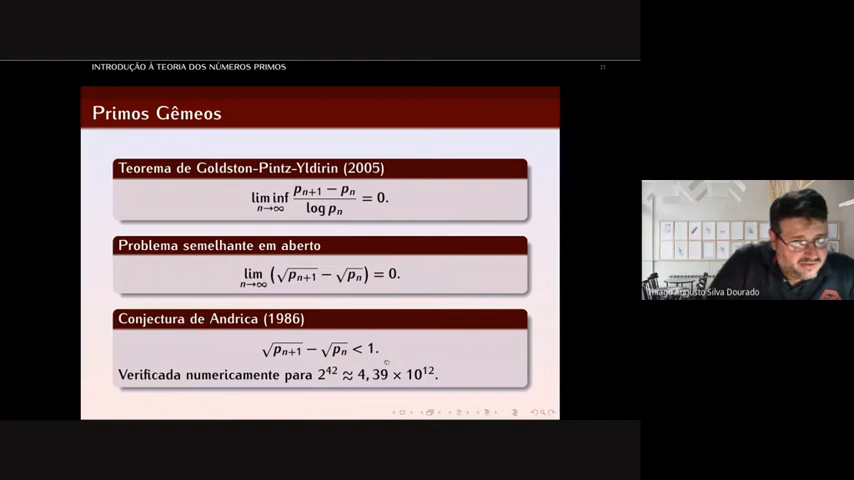 INTRODUÇÃO À TEORIA DOS NÚMEROS PRIMOS
Primos Gêmeos
Teorema de Goldston-Pintz-Yldirin (2005)
lim inf_{n→∞} (p_{n+1} − p_n) / (log p_n) = 0.
Problema semelhante em aberto
lim_{n→∞} (√p_{n+1} − √p_n) = 0.
Conjectura de Andrica (1986)
√p_{n+1} − √p_n < 1.
Verificada numericamente para 2^42 ≈ 4,39 × 10^12.
Thiago Augusto Silva Dourado